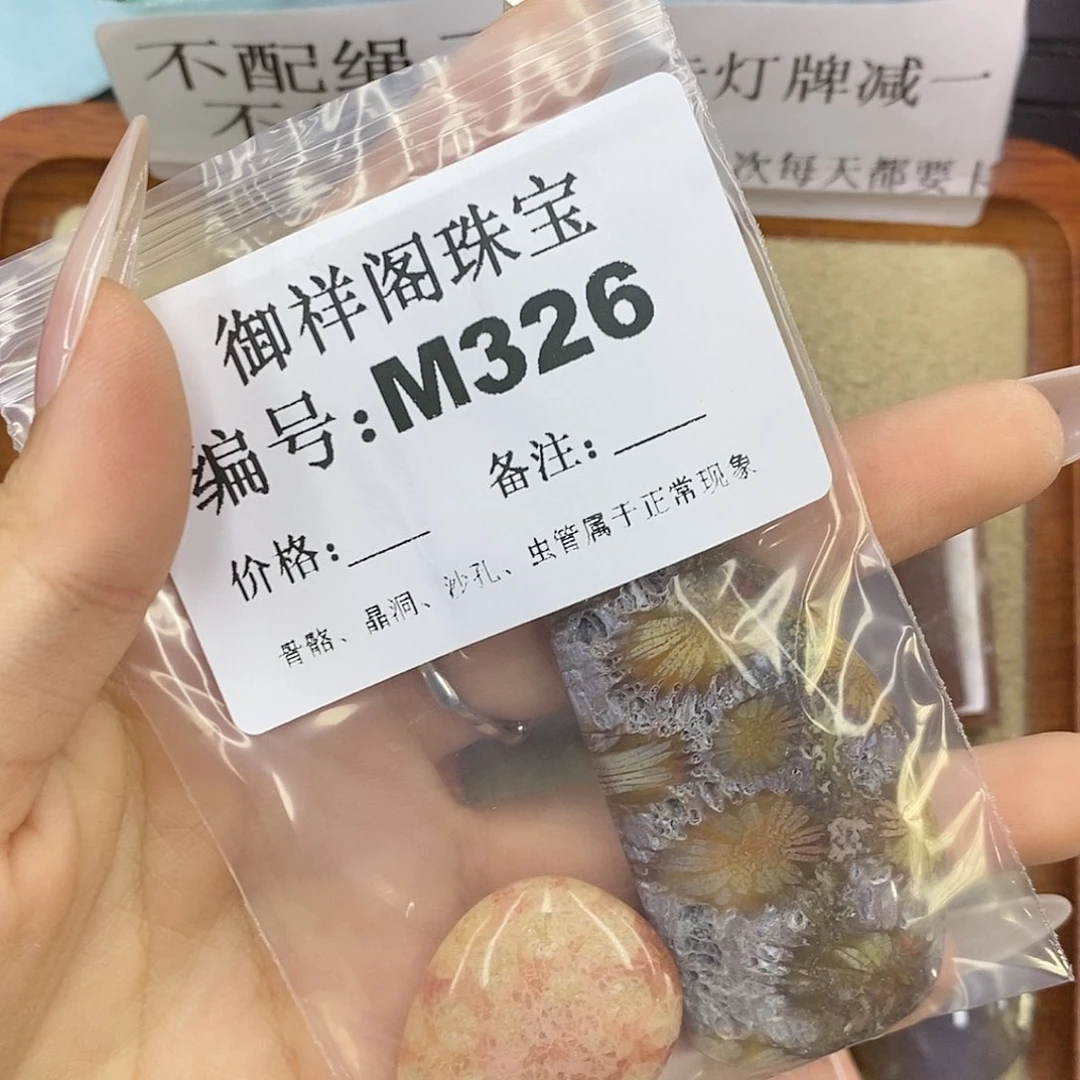 不配绳
不
灯牌减一
次每天都要卡
御祥阁珠宝
编号:M326
备注:
价格:
骨骼、晶洞、沙孔、虫管属于正常现象